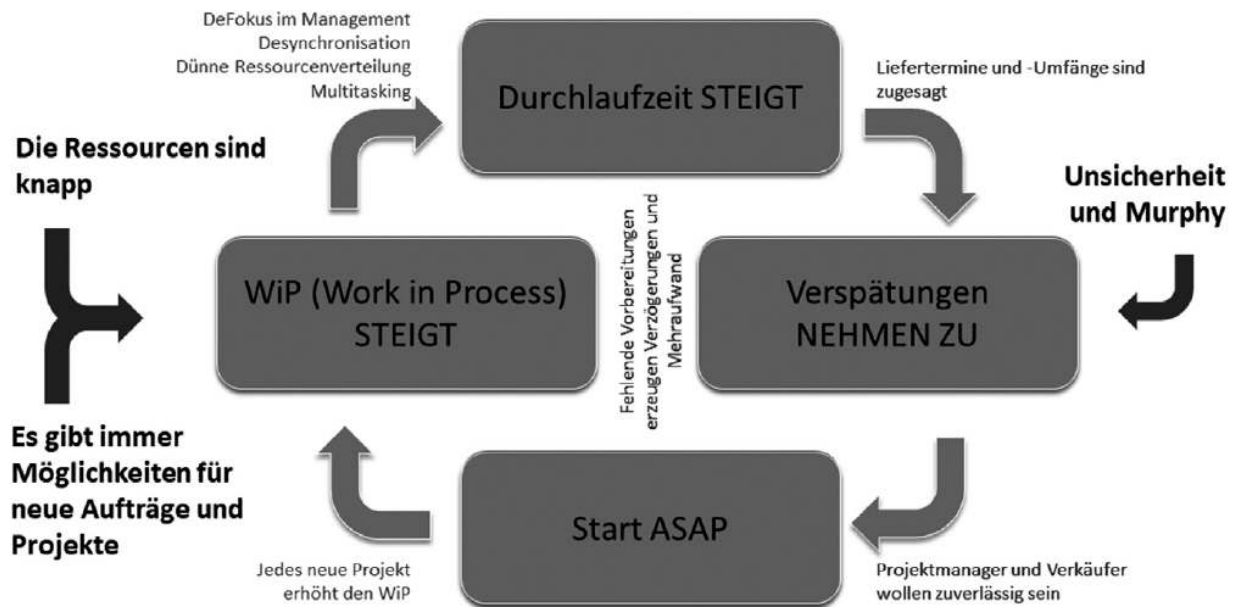 DeFokus im Management
Desynchronisation
Dünne Ressourcenverteilung
Multitasking
Durchlaufzeit STEIGT
Liefertermine und -Umfänge sind
zugesagt
Die Ressourcen sind
knapp
Unsicherheit
und Murphy
WiP (Work in Process)
STEIGT
Fehlende Vorbereitungen
erzeugen Verzögerungen und
Mehraufwand
Verspätungen
NEHMEN ZU
Es gibt immer
Möglichkeiten für
neue Aufträge und
Projekte
Start ASAP
Jedes neue Projekt
erhöht den WiP
Projektmanager und Verkäufer
wollen zuverlässig sein